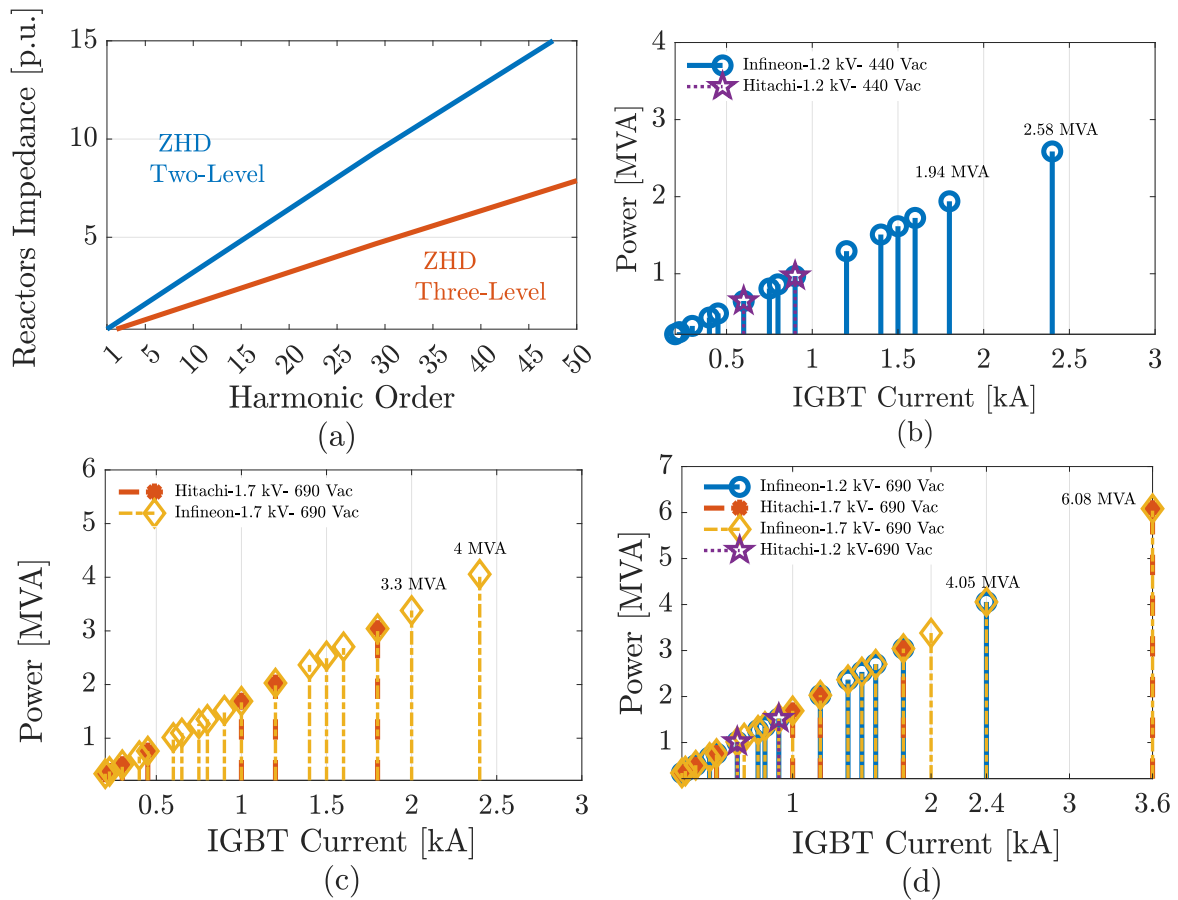 Reactors Impedance [p.u.]
15
10
5
ZHD
Two-Level
ZHD
Three-Level
1 5 10 15 20 25 30 35 40 45 50
Harmonic Order
(a)
Power [MVA]
4
3
2
1
Infineon-1.2 kV- 440 Vac
Hitachi-1.2 kV- 440 Vac
2.58 MVA
1.94 MVA
0.5 1 1.5 2 2.5 3
IGBT Current [kA]
(b)
Power [MVA]
6
5
4
3
2
1
Hitachi-1.7 kV- 690 Vac
Infineon-1.7 kV- 690 Vac
4 MVA
3.3 MVA
0.5 1 1.5 2 2.5 3
IGBT Current [kA]
(c)
Power [MVA]
7
6
5
4
3
2
1
Infineon-1.2 kV- 690 Vac
Hitachi-1.7 kV- 690 Vac
Infineon-1.7 kV- 690 Vac
Hitachi-1.2 kV-690 Vac
6.08 MVA
4.05 MVA
1 2 2.4 3 3.6
IGBT Current [kA]
(d)